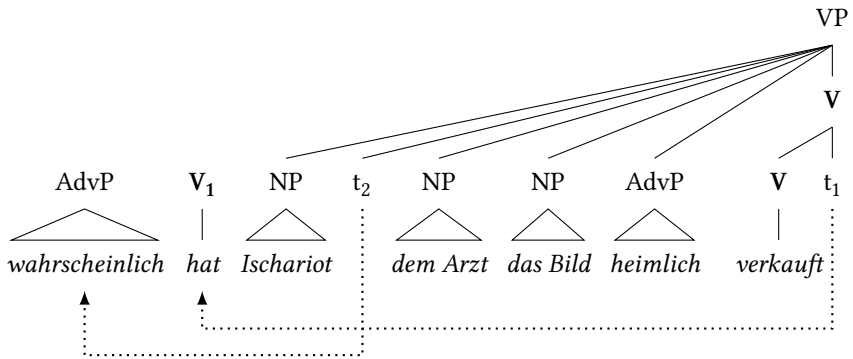 VP
V
AdvP V₁ NP t₂ NP NP AdvP V t₁
wahrscheinlich hat Ischariot dem Arzt das Bild heimlich verkauft